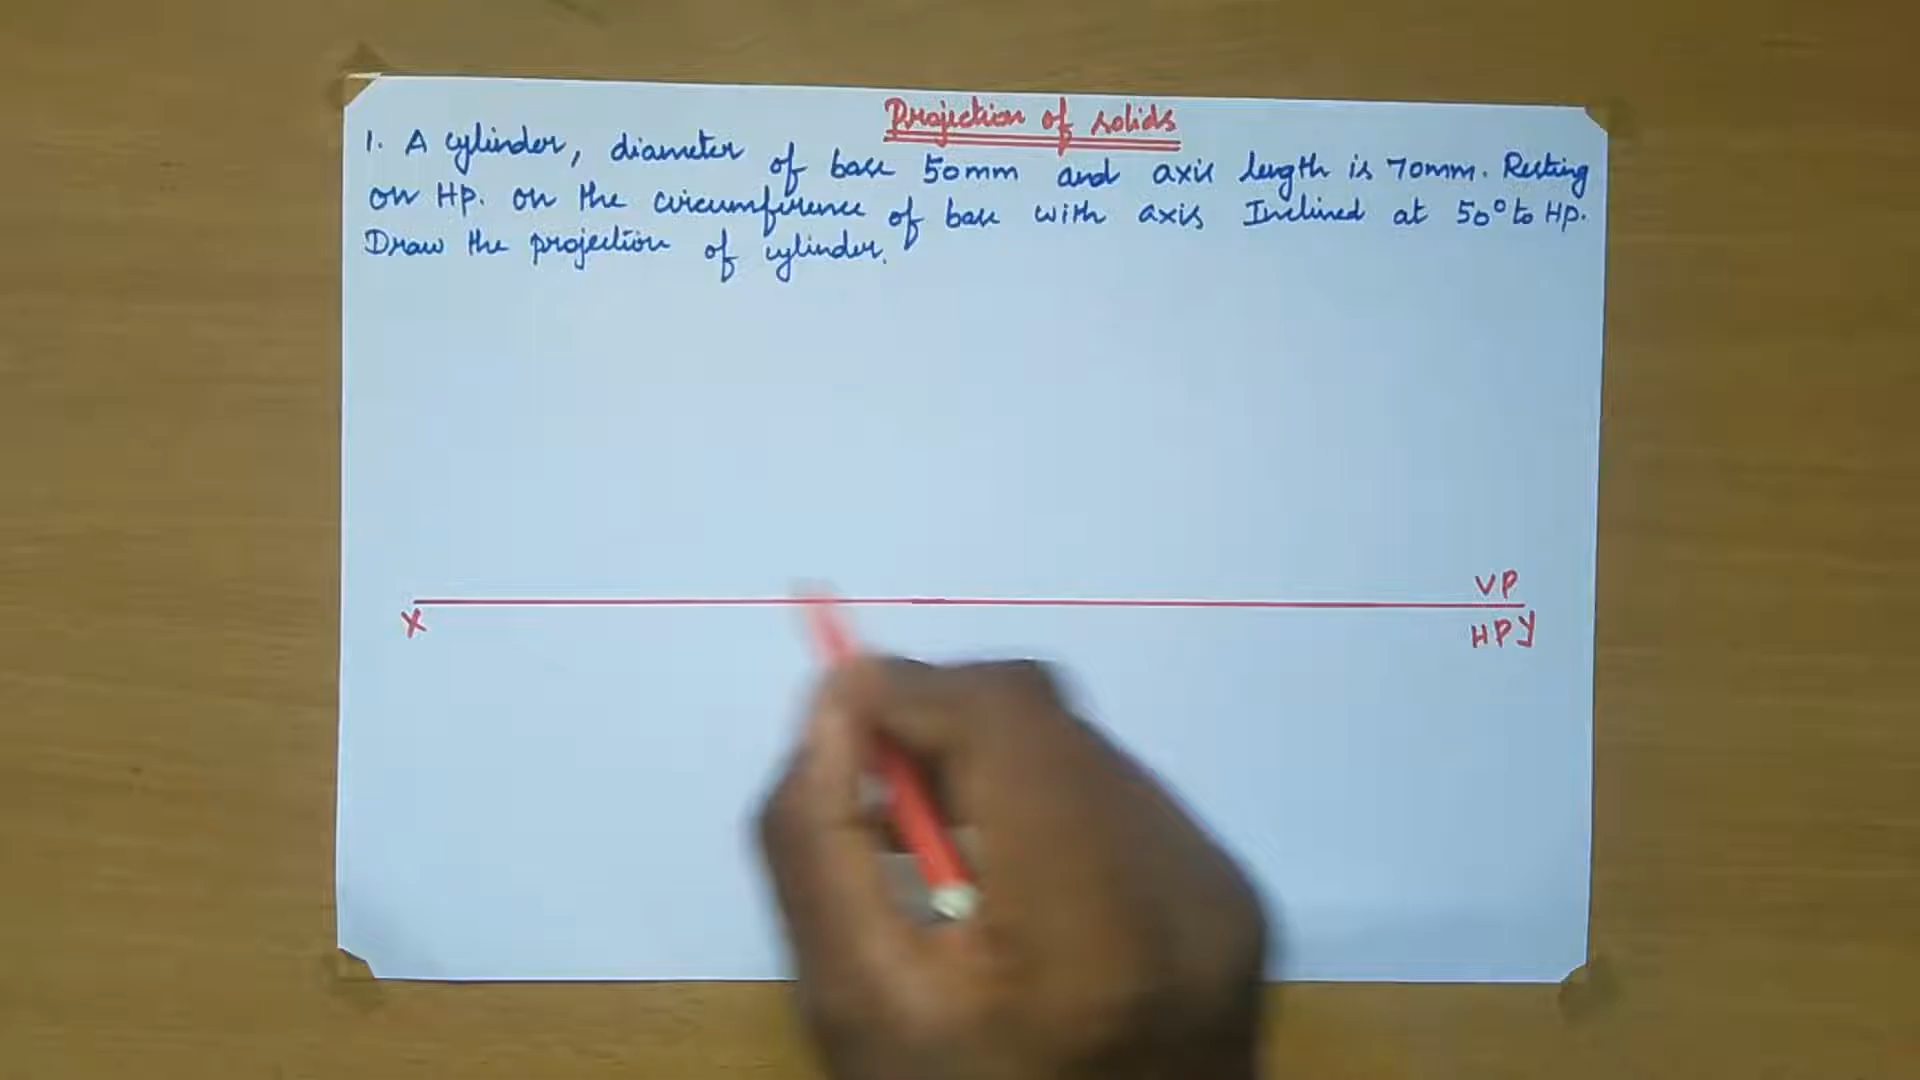 Projection of solids
1. A cylinder, diameter of base 50mm and axis length is 70mm. Resting
on HP. on the circumference of base with axis Inclined at 50° to HP.
Draw the projection of cylinder.
VP
X
HP Y